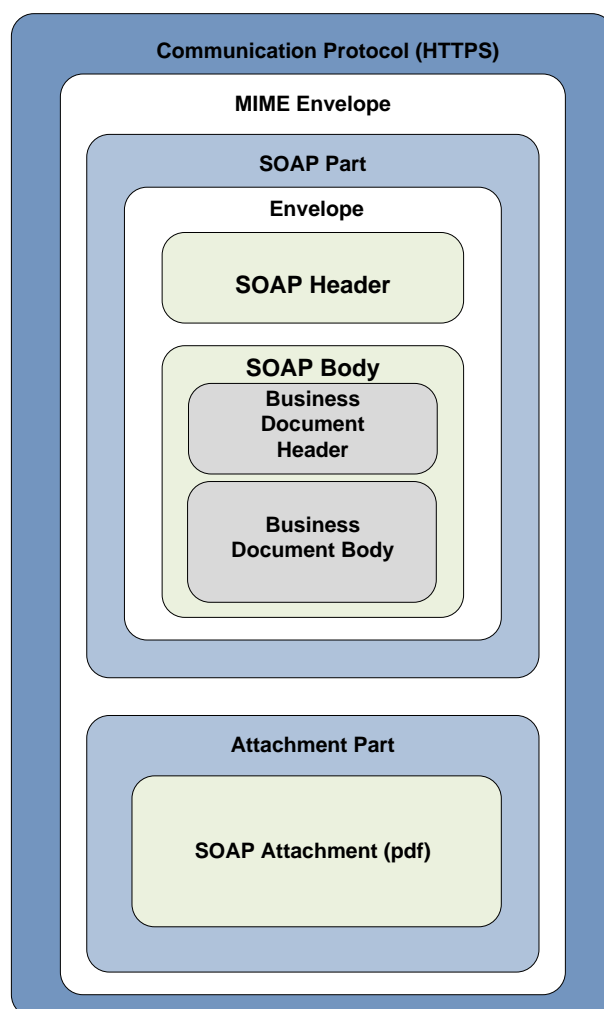 Communication Protocol (HTTPS)
MIME Envelope
SOAP Part
Envelope
SOAP Header
SOAP Body
Business
Document
Header
Business
Document Body
Attachment Part
SOAP Attachment (pdf)